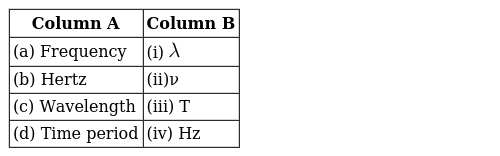 Column A Column B
(a) Frequency (i) λ
(b) Hertz (ii)ν
(c) Wavelength (iii) T
(d) Time period (iv) Hz